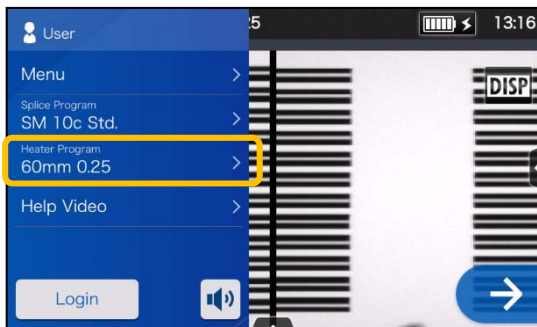 User
:5
13:16
Menu
DISP
Splice Program
SM 10c Std.
Heater Program
60mm 0.25
Help Video
Login